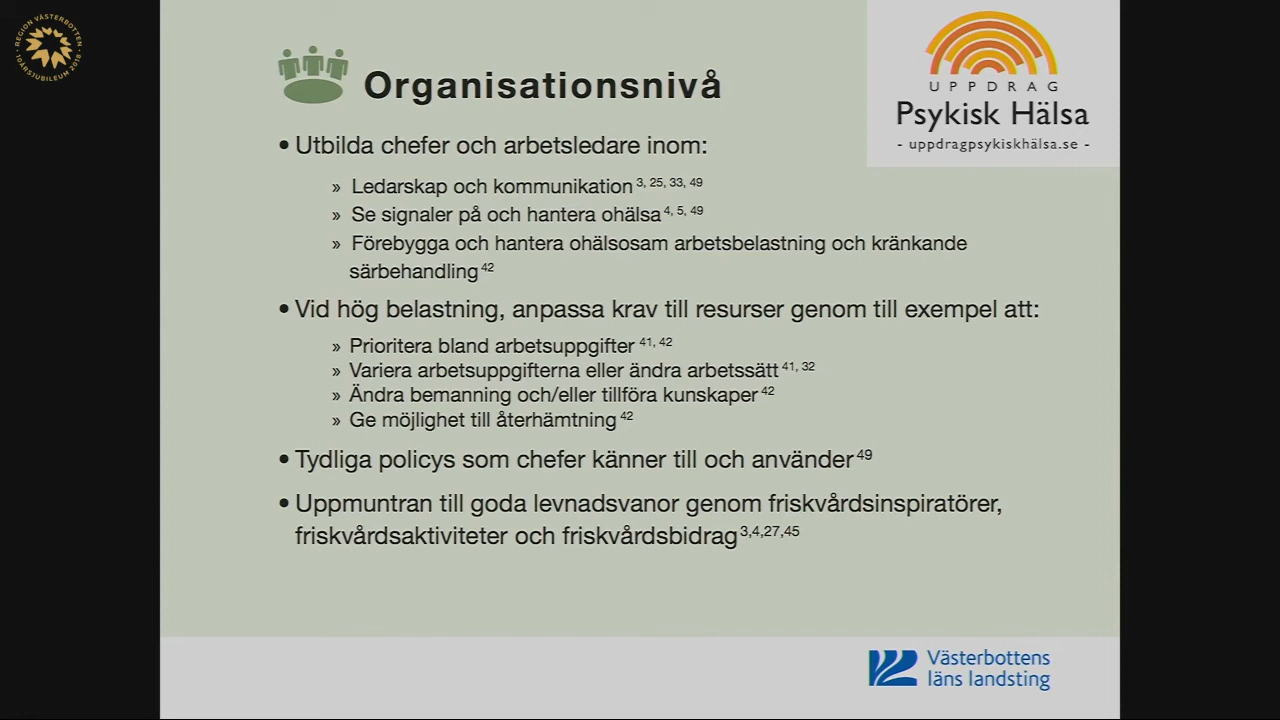 REGION VÄSTERBOTTEN
10ÅRSJUBILEUM 2018
Organisationsnivå
UPPDRAG
Psykisk Hälsa
- uppdragpsykiskhälsa.se -
• Utbilda chefer och arbetsledare inom:
» Ledarskap och kommunikation 3, 25, 33, 49
» Se signaler på och hantera ohälsa 4, 5, 49
» Förebygga och hantera ohälsosam arbetsbelastning och kränkande
särbehandling 42
• Vid hög belastning, anpassa krav till resurser genom till exempel att:
» Prioritera bland arbetsuppgifter 41, 42
» Variera arbetsuppgifterna eller ändra arbetssätt 41, 32
» Ändra bemanning och/eller tillföra kunskaper 42
» Ge möjlighet till återhämtning 42
• Tydliga policys som chefer känner till och använder 49
• Uppmuntran till goda levnadsvanor genom friskvårdsinspiratörer,
friskvårdsaktiviteter och friskvårdsbidrag 3,4,27,45
Västerbottens
läns landsting